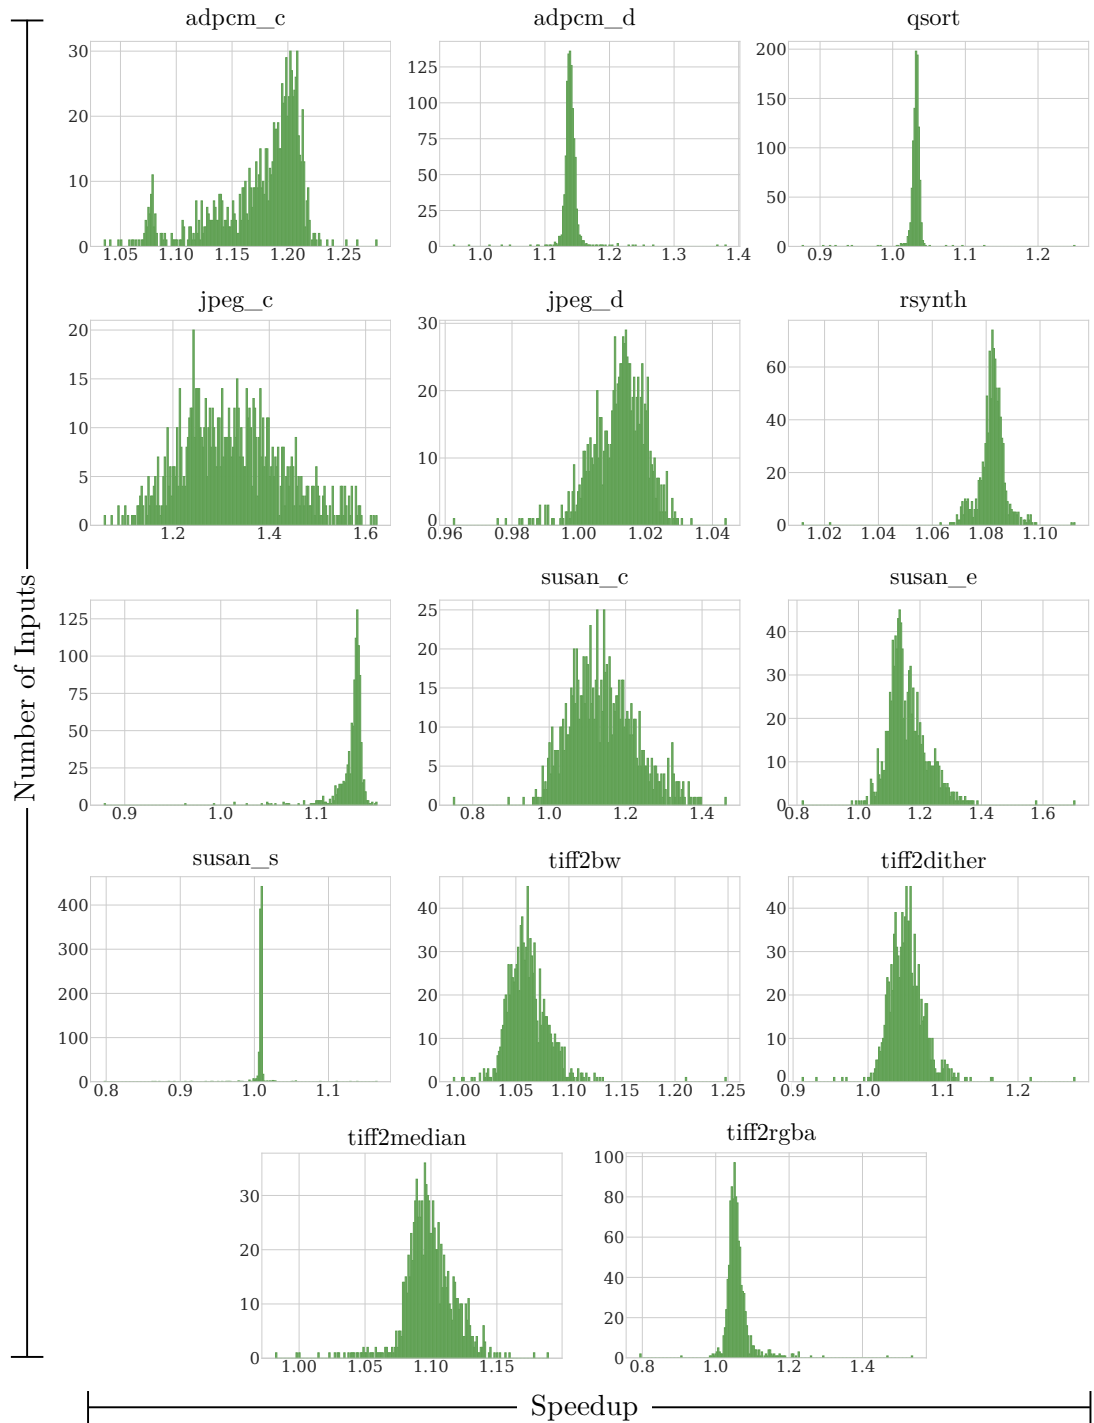 adpcm_c
adpcm_d
qsort
30
20
10
0
1.05 1.10 1.15 1.20 1.25
125
100
75
50
25
0
1.0 1.1 1.2 1.3 1.4
200
150
100
50
0
0.9 1.0 1.1 1.2
jpeg_c
jpeg_d
rsynth
20
15
10
5
0
1.2 1.4 1.6
30
20
10
0
0.96 0.98 1.00 1.02 1.04
60
40
20
0
1.02 1.04 1.06 1.08 1.10
susan_c
susan_e
125
100
75
50
25
0
0.9 1.0 1.1
25
20
15
10
5
0
0.8 1.0 1.2 1.4
40
30
20
10
0
0.8 1.0 1.2 1.4 1.6
susan_s
tiff2bw
tiff2dither
400
300
200
100
0
0.8 0.9 1.0 1.1
40
30
20
10
0
1.00 1.05 1.10 1.15 1.20 1.25
40
30
20
10
0
0.9 1.0 1.1 1.2
tiff2median
tiff2rgba
30
20
10
0
1.00 1.05 1.10 1.15
100
80
60
40
20
0
0.8 1.0 1.2 1.4
Number of Inputs
Speedup